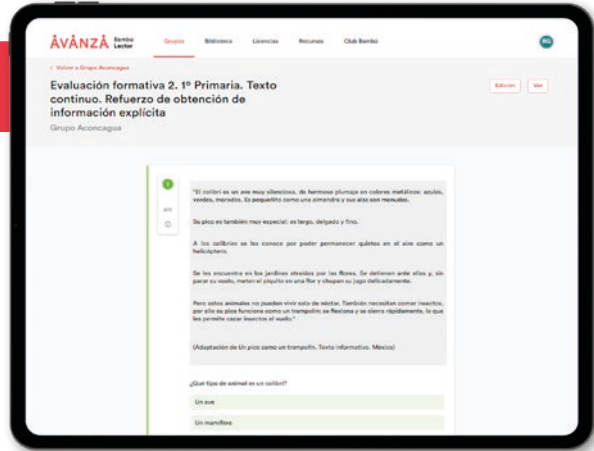 AVANZA Bambú Lector
Grupos Biblioteca Licencias Recursos Club Bambú
< Volver a Grupo Aconcagua
Evaluación formativa 2. 1º Primaria. Texto
continuo. Refuerzo de obtención de
información explícita
Grupo Aconcagua
Edición Ver
"El colibrí es un ave muy silenciosa, de hermoso plumaje en colores metálicos: azules,
verdes, morados. Es pequeñito como una almendra y sus alas son menudas.
Su pico es también muy especial: es largo, delgado y fino.
A los colibríes se les conoce por poder permanecer quietos en el aire como un
helicóptero.
Se les encuentra en los jardines atraídos por las flores. Se detienen ante ellas y, sin
parar su vuelo, meten el piquito en una flor y chupan su jugo delicadamente.
Pero estos animales no pueden vivir solo de néctar. También necesitan comer insectos,
por ello su pico funciona como un trampolín: se flexiona y se cierra rápidamente, lo que
les permite cazar insectos al vuelo."
(Adaptación de Un pico como un trampolín. Texto informativo. México)
¿Qué tipo de animal es un colibrí?
Un ave
Un mamífero